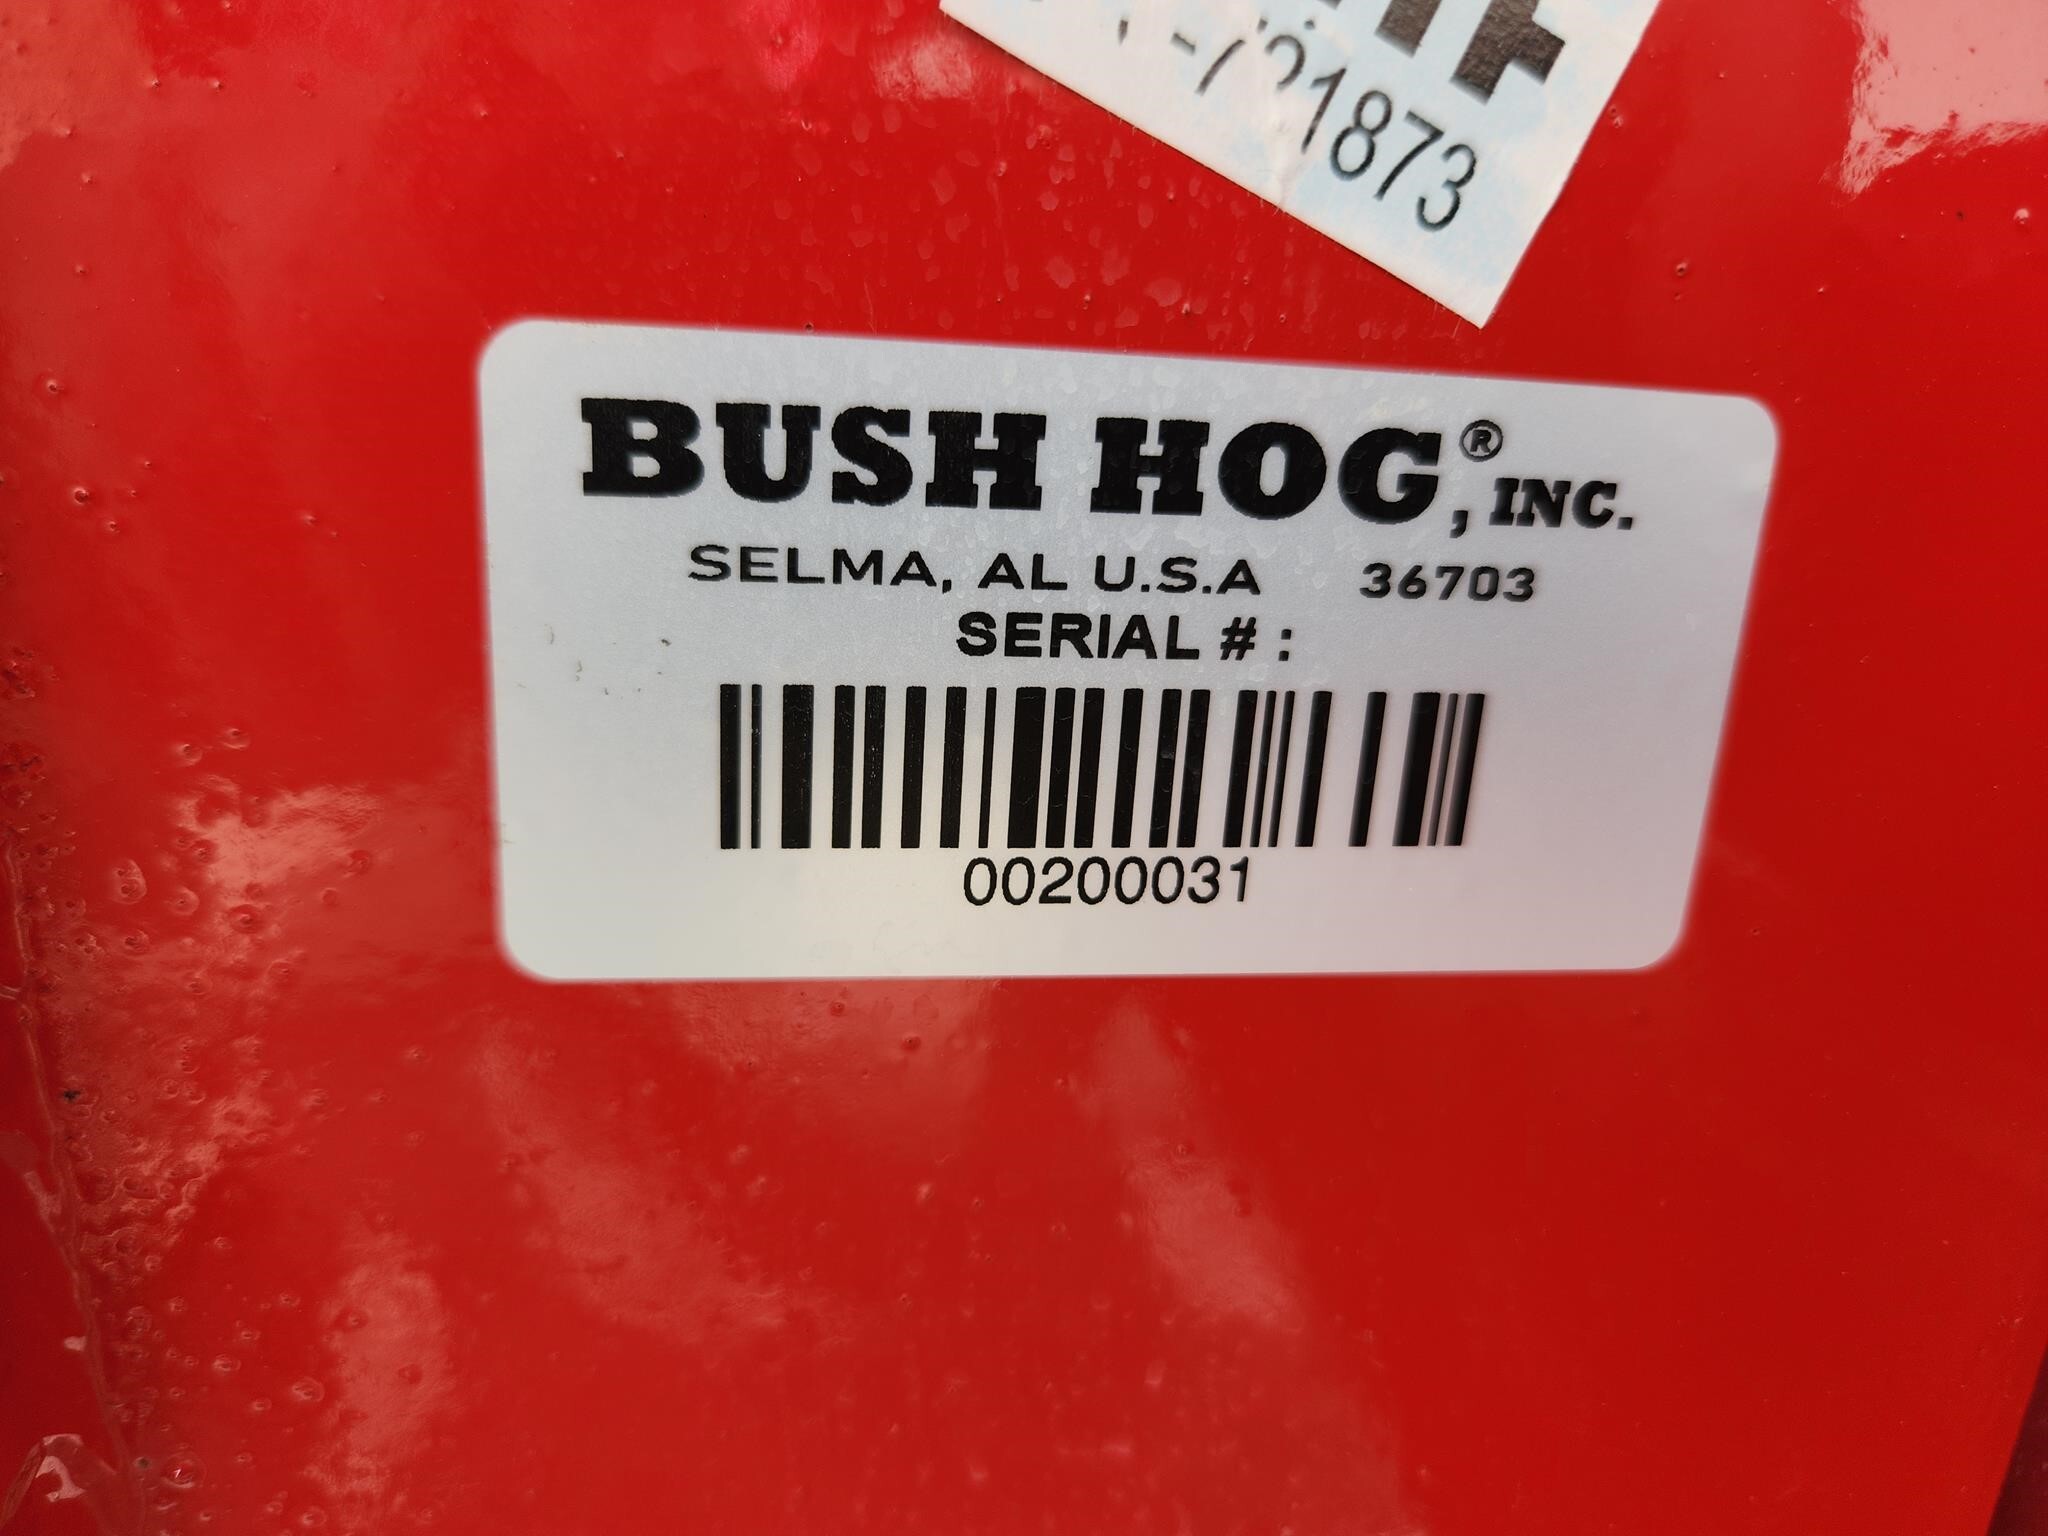 1873
BUSH HOG®, INC.
SELMA, AL U.S.A 36703
SERIAL # :
00200031